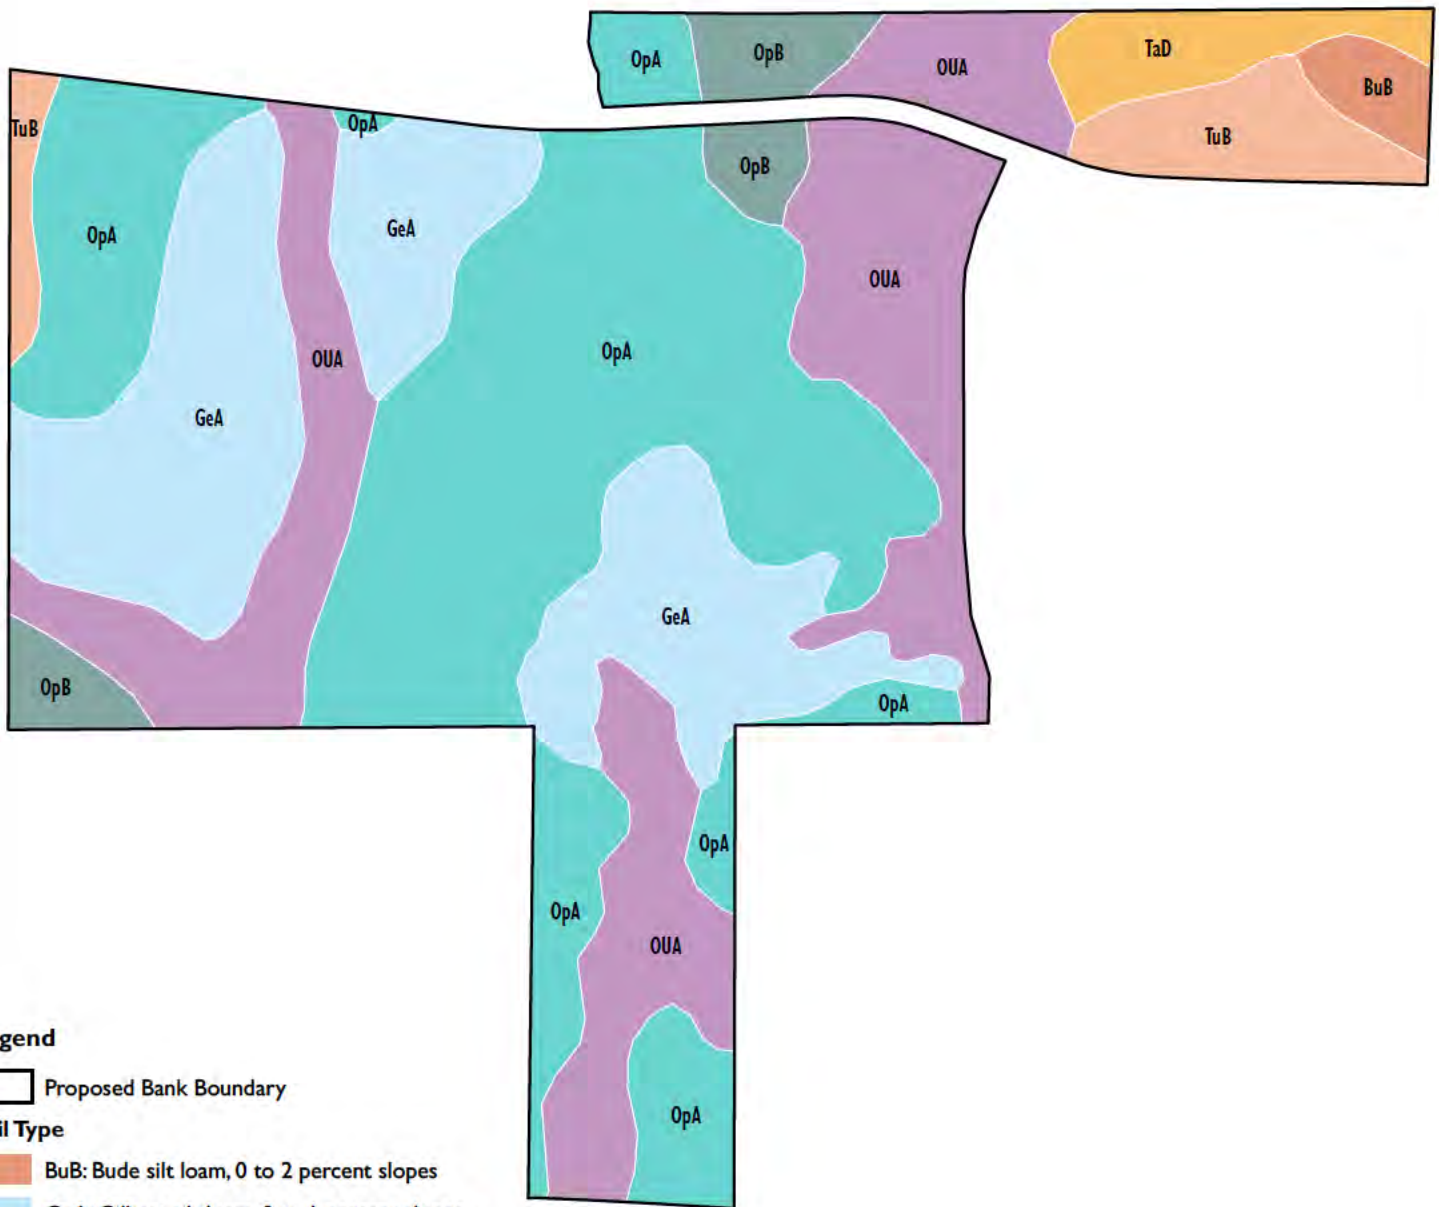 OpA
OpB
OUA
TaD
BuB
TuB
TuB
OpA
OpB
OpA
GeA
OUA
OpA
OUA
GeA
GeA
OpB
OpA
OpA
OpA
OUA
OpA
gend
Proposed Bank Boundary
il Type
BuB: Bude silt loam, 0 to 2 percent slopes